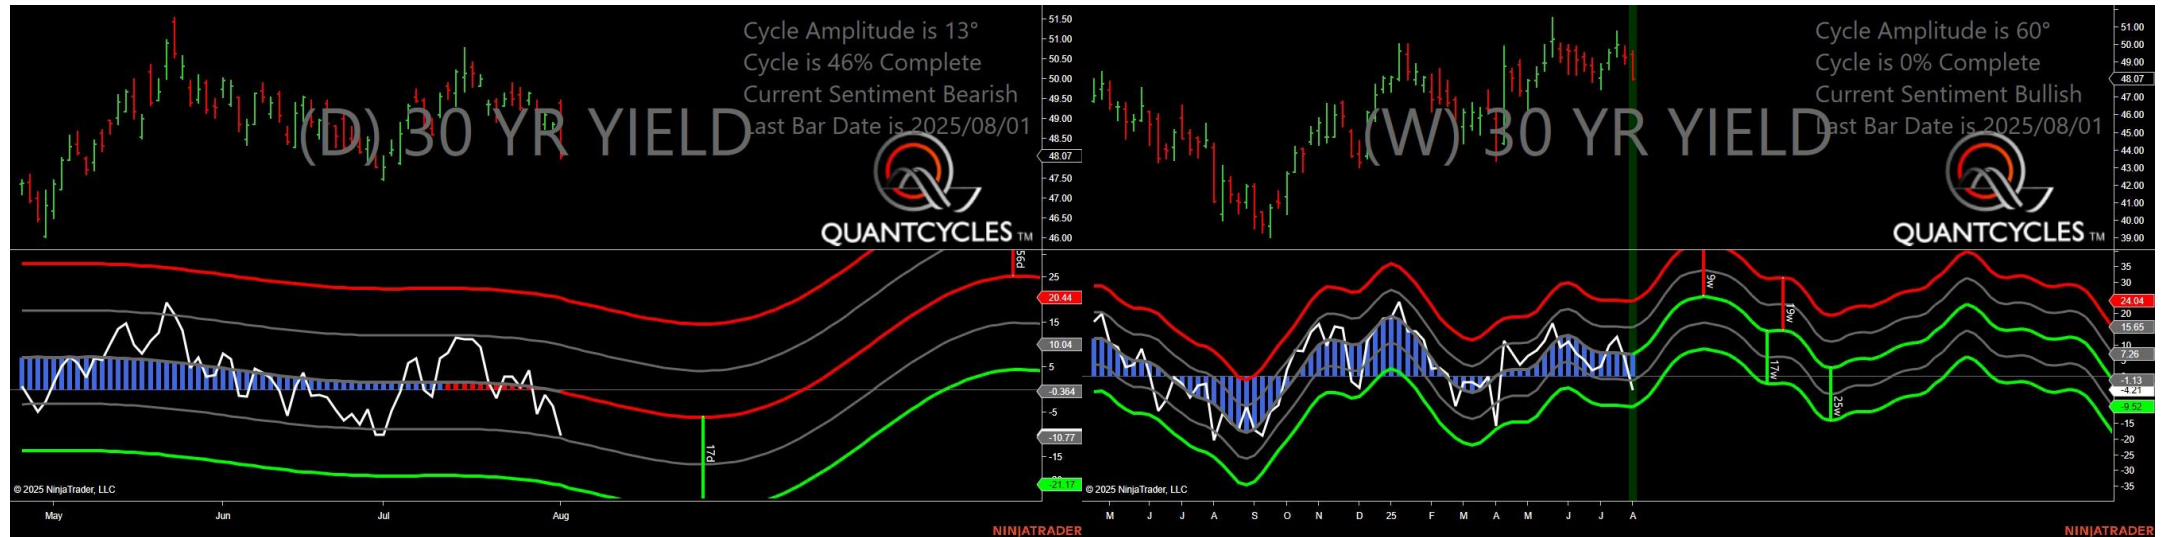 Cycle Amplitude is 13°
Cycle is 46% Complete
Current Sentiment Bearish
Last Bar Date is 2025/08/01
(D) 30 YR YIELD
QUANTCYCLES TM
51.50
51.00
50.50
50.00
49.50
49.00
48.50
48.07
47.50
47.00
46.50
46.00
56d
25
20.44
15
10.04
5
-0.364
-5
-10.77
-15
-21.17
17d
© 2025 NinjaTrader, LLC
May Jun Jul Aug
NINJATRADER
Cycle Amplitude is 60°
Cycle is 0% Complete
Current Sentiment Bullish
Last Bar Date is 2025/08/01
(W) 30 YR YIELD
QUANTCYCLES TM
51.00
50.00
49.00
48.07
47.00
46.00
45.00
44.00
43.00
42.00
41.00
40.00
39.00
9w
19w
17w
25w
35
30
24.04
20
15.65
10
7.26
-1.13
-4.21
-9.52
-15
-20
-25
-30
-35
© 2025 NinjaTrader, LLC
M J J A S O N D 25 F M A M J J A
NINJATRADER